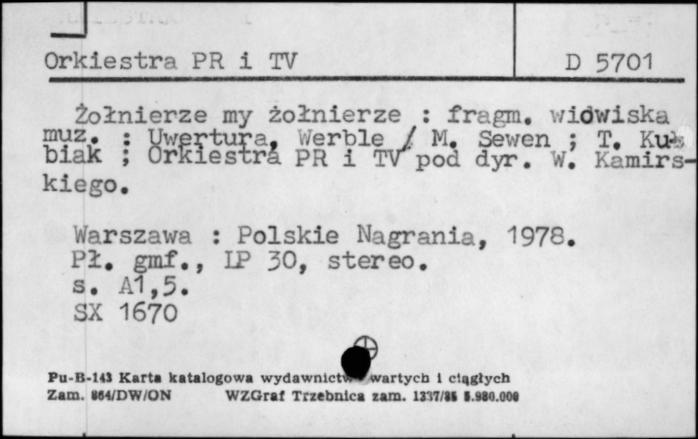 Orkiestra PR i TV D 5701
Żołnierze my żołnierze : fragm. widwiska
muz. : Uwertura, Werble / M. Sewen ; T. Ku-
biak ; Orkiestra PR i TV pod dyr. W. Kamirs-
kiego.
Warszawa : Polskie Nagrania, 1978.
Pł. gmf., LP 30, stereo.
s. A1,5.
SX 1670
Pu-B-143 Karta katalogowa wydawnictw zwartych i ciągłych
Zam. 864/DW/ON WZGraf Trzebnica zam. 1337/85 5.980.000